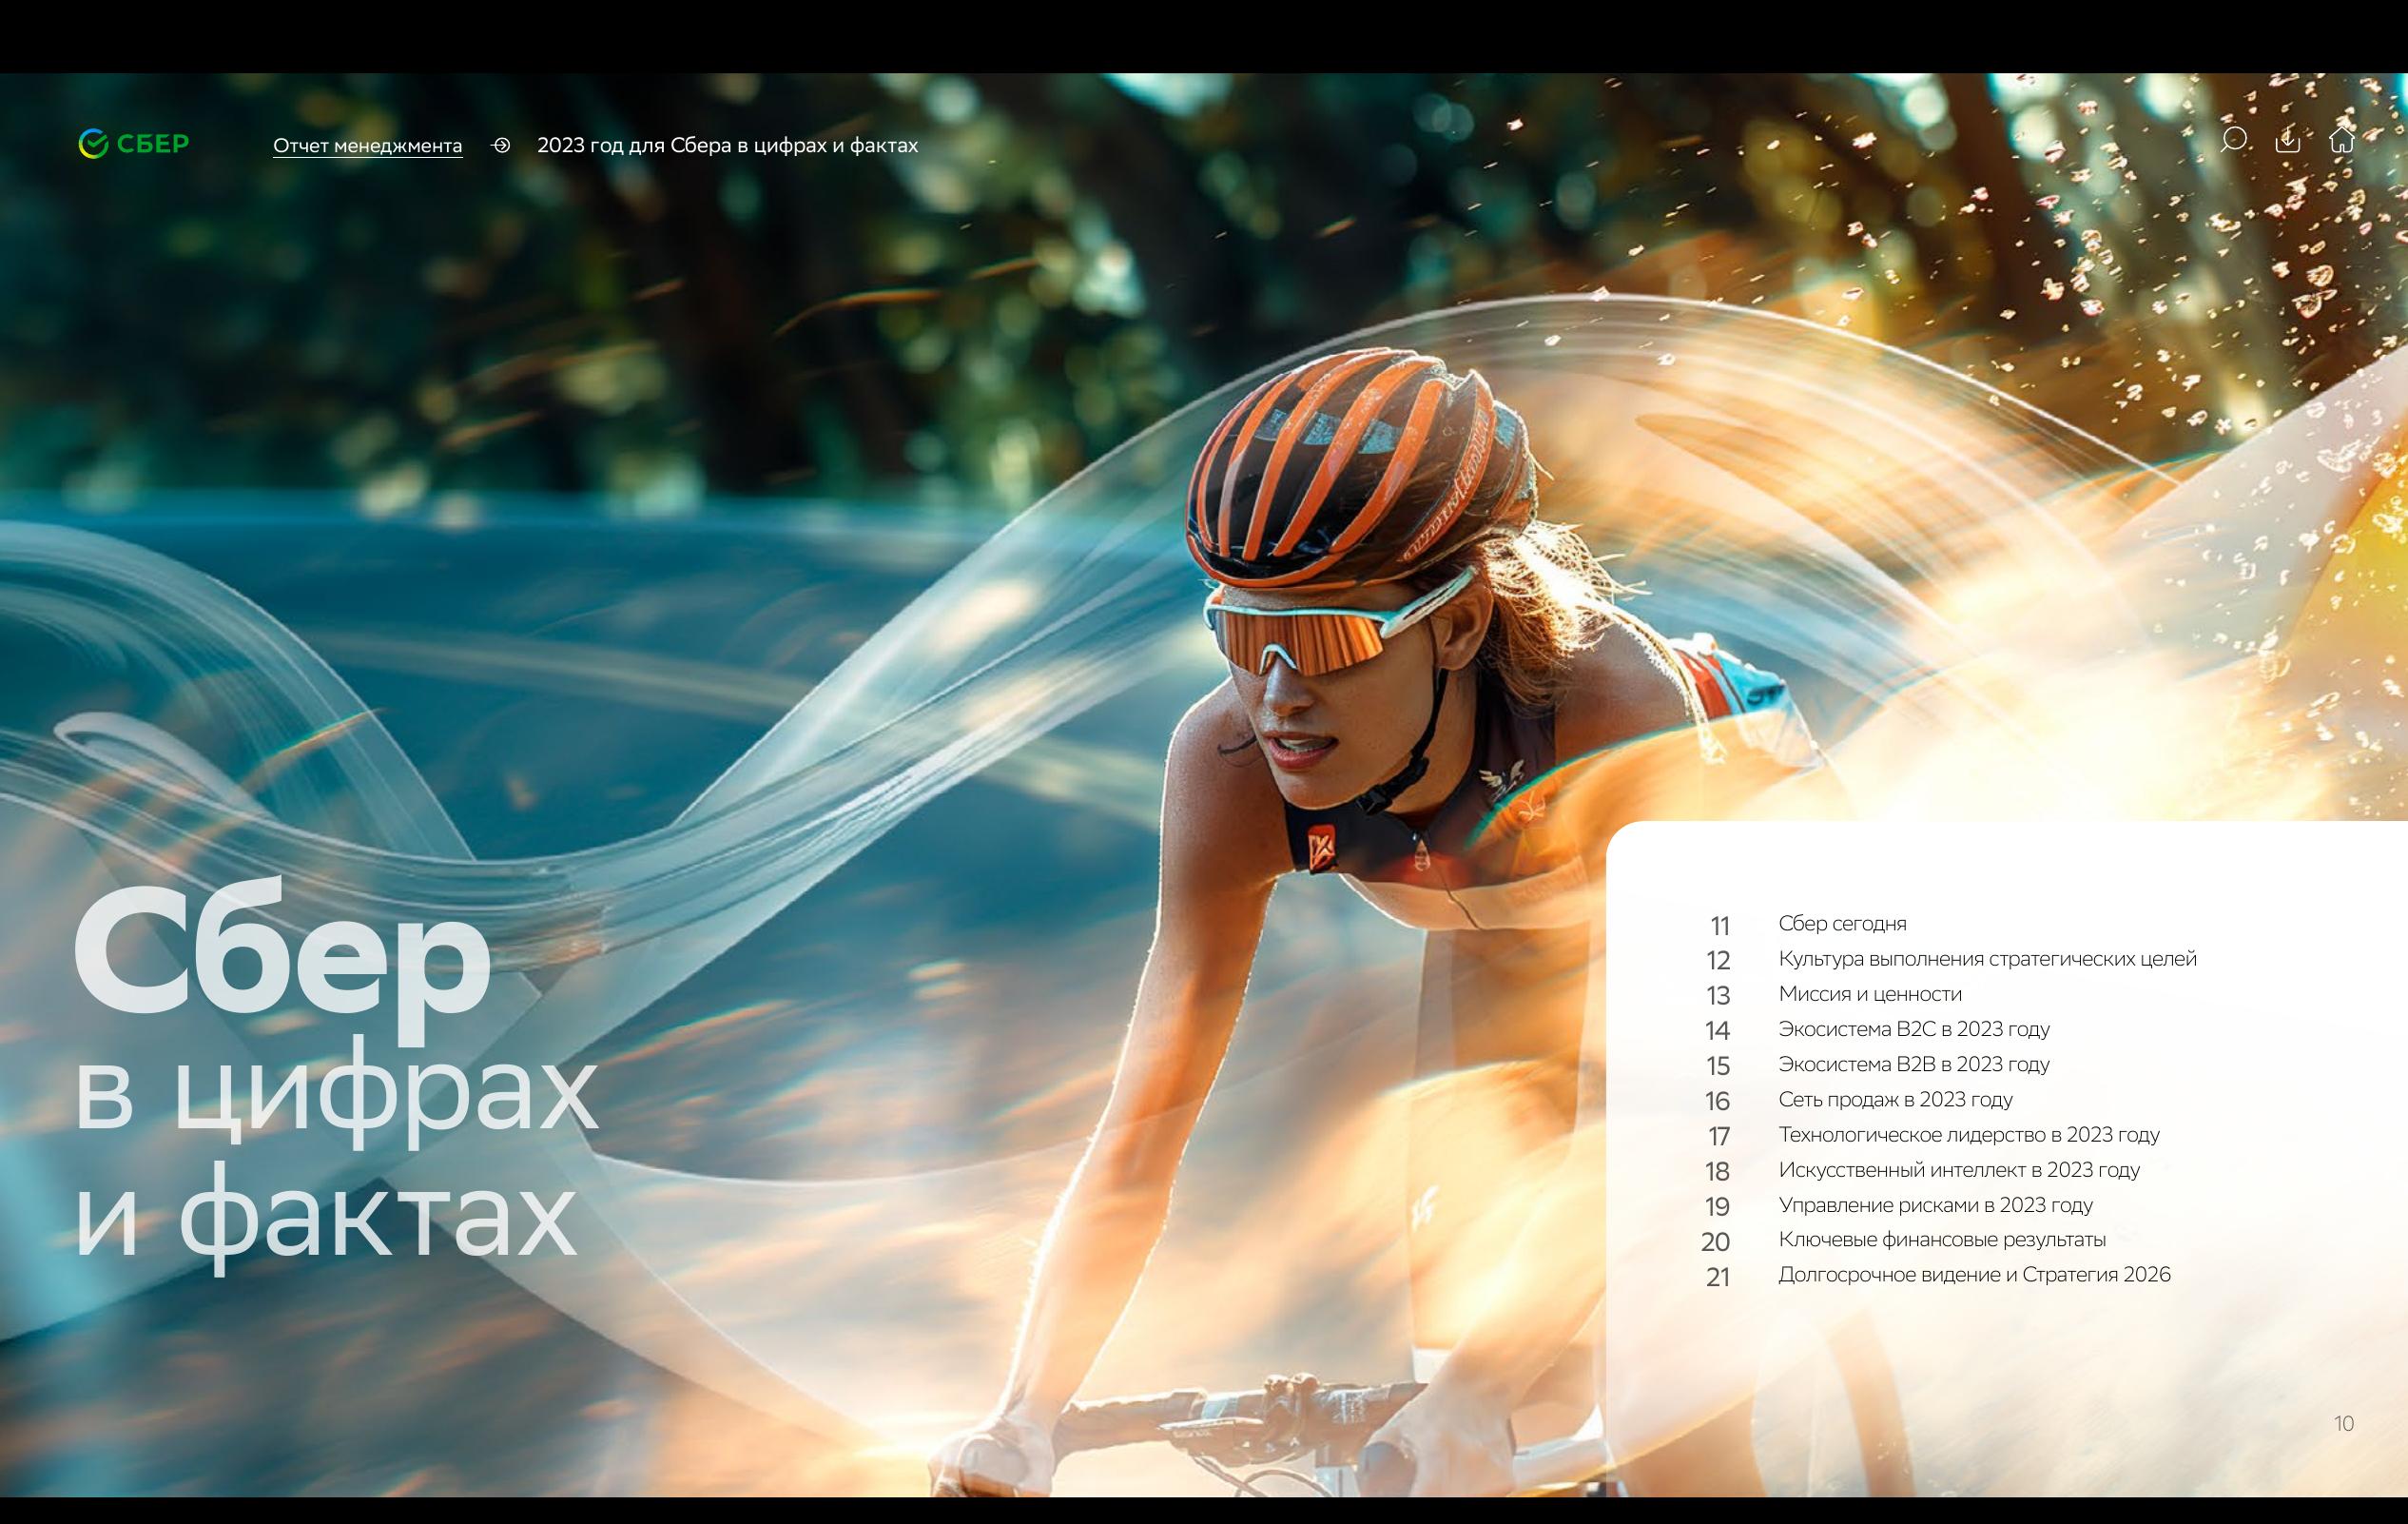 СБЕР
Отчет менеджмента
2023 год для Сбера в цифрах и фактах
Сбер
в цифрах
и фактах
11 Сбер сегодня
12 Культура выполнения стратегических целей
13 Миссия и ценности
14 Экосистема B2C в 2023 году
15 Экосистема B2B в 2023 году
16 Сеть продаж в 2023 году
17 Технологическое лидерство в 2023 году
18 Искусственный интеллект в 2023 году
19 Управление рисками в 2023 году
20 Ключевые финансовые результаты
21 Долгосрочное видение и Стратегия 2026
10